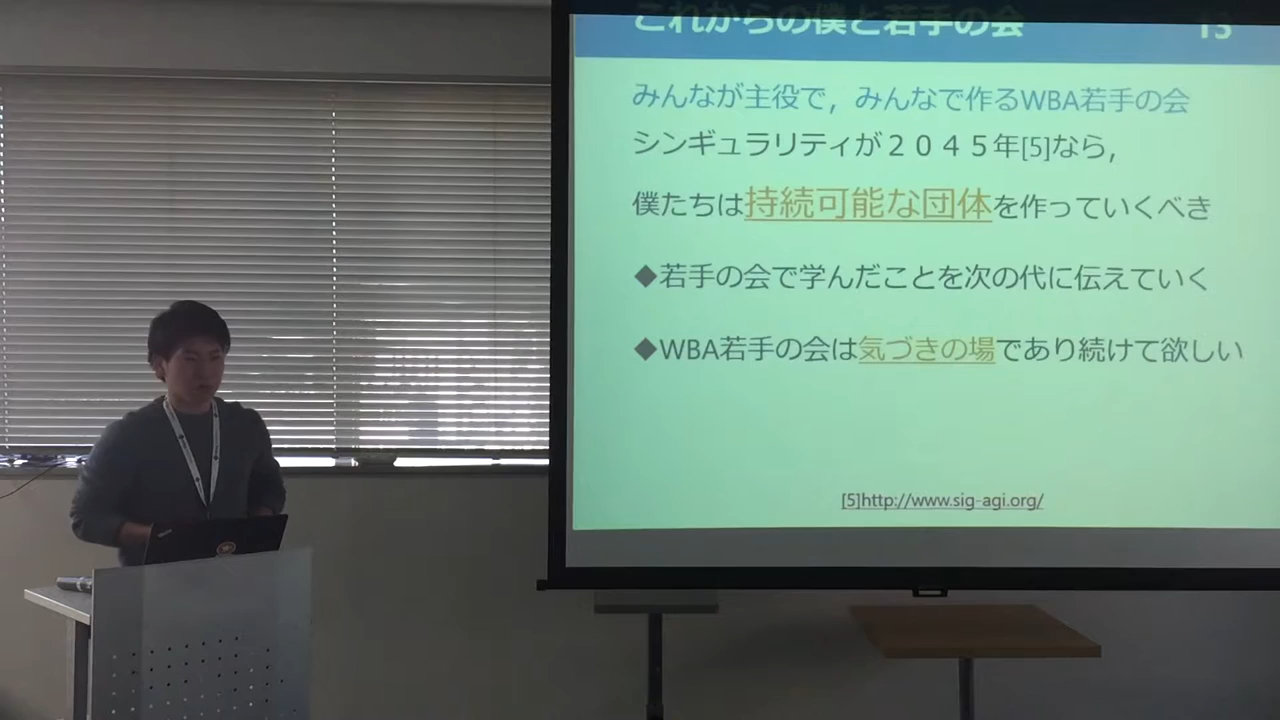 これからの僕と若手の会 13
みんなが主役で，みんなで作るWBA若手の会
シンギュラリティが２０４５年[5]なら，
僕たちは持続可能な団体を作っていくべき
◆若手の会で学んだことを次の代に伝えていく
◆WBA若手の会は気づきの場であり続けて欲しい
[5]http://www.sig-agi.org/